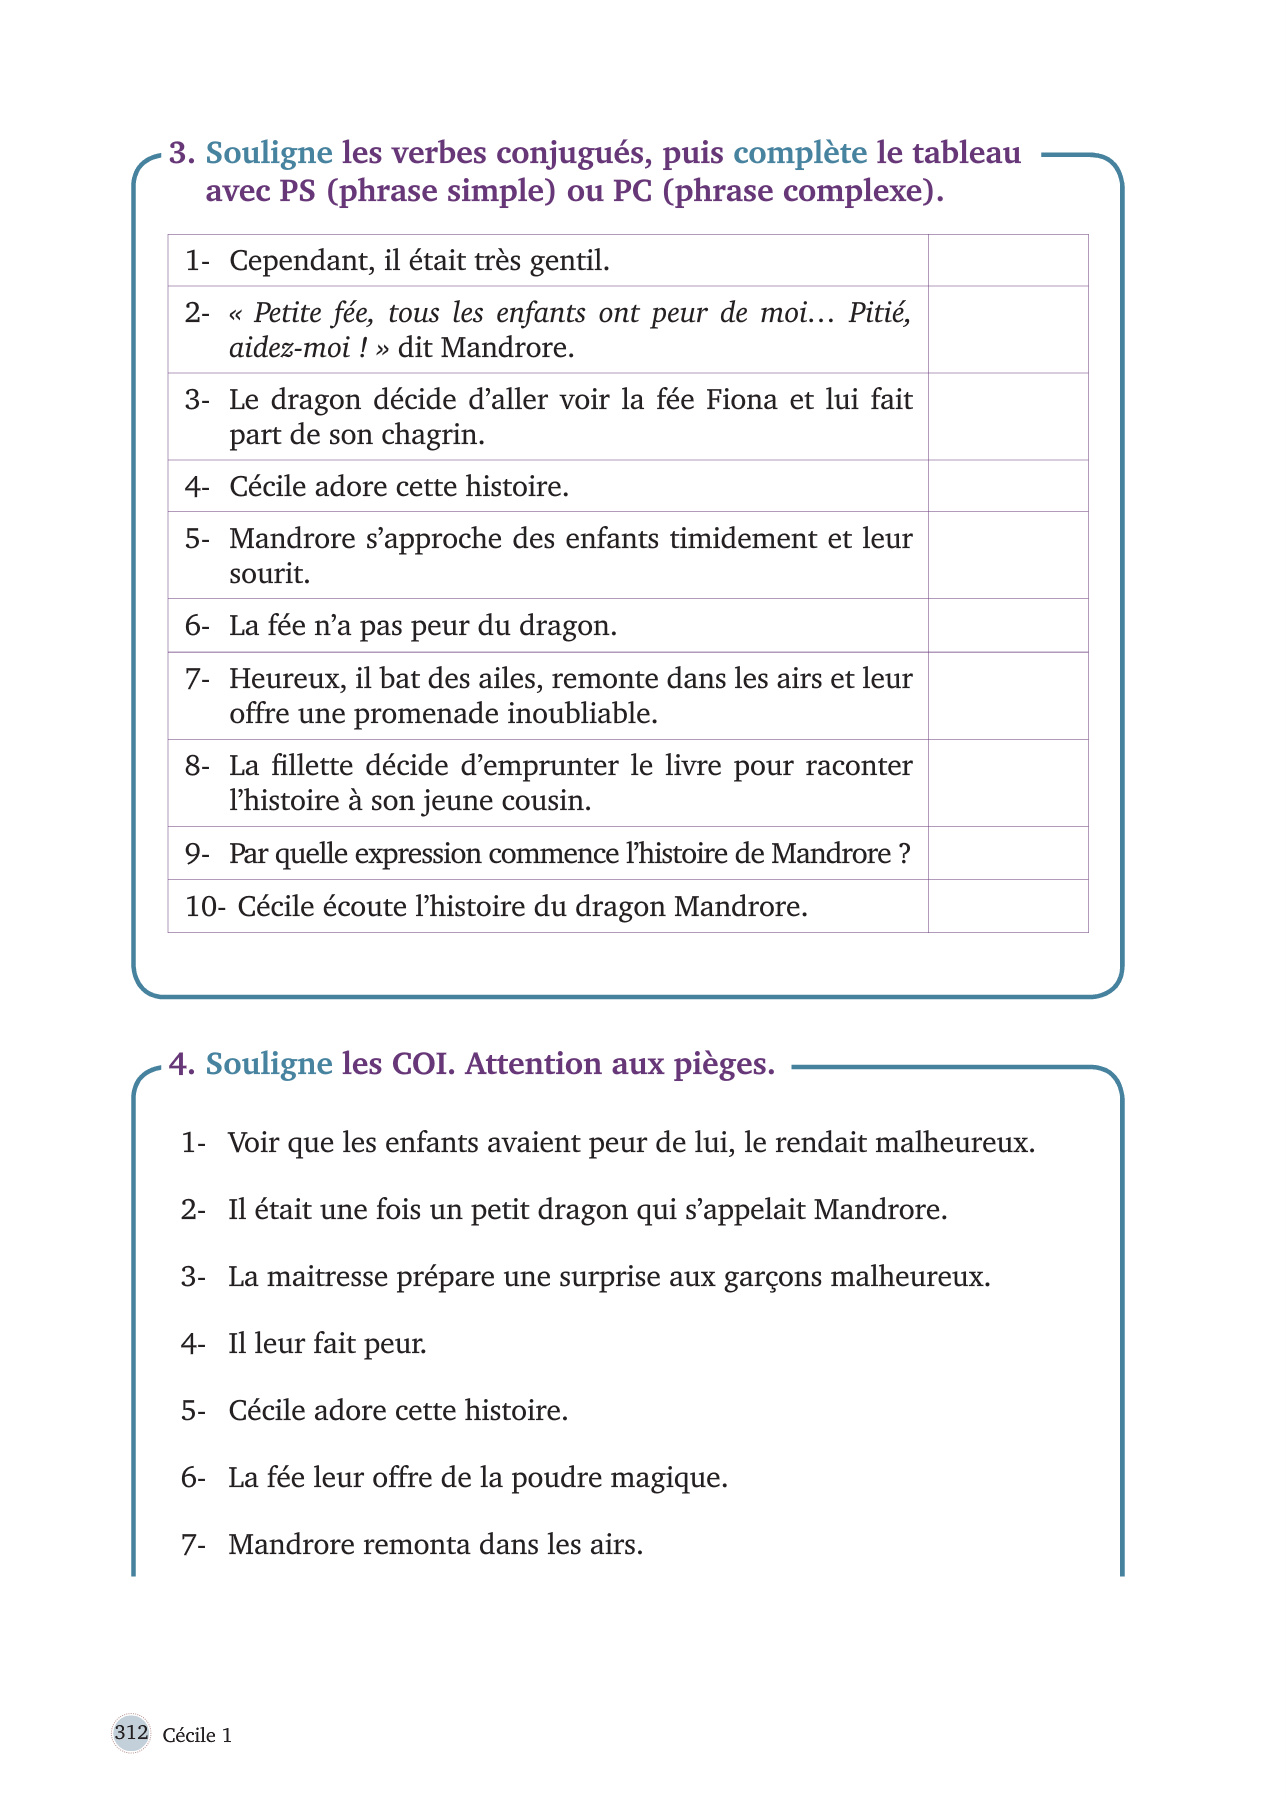 3. Souligne les verbes conjugués, puis complète le tableau
avec PS (phrase simple) ou PC (phrase complexe).
1- Cependant, il était très gentil.
2- « Petite fée, tous les enfants ont peur de moi… Pitié,
aidez-moi ! » dit Mandrore.
3- Le dragon décide d’aller voir la fée Fiona et lui fait
part de son chagrin.
4- Cécile adore cette histoire.
5- Mandrore s’approche des enfants timidement et leur
sourit.
6- La fée n’a pas peur du dragon.
7- Heureux, il bat des ailes, remonte dans les airs et leur
offre une promenade inoubliable.
8- La fillette décide d’emprunter le livre pour raconter
l’histoire à son jeune cousin.
9- Par quelle expression commence l’histoire de Mandrore ?
10- Cécile écoute l’histoire du dragon Mandrore.
4. Souligne les COI. Attention aux pièges.
1- Voir que les enfants avaient peur de lui, le rendait malheureux.
2- Il était une fois un petit dragon qui s’appelait Mandrore.
3- La maitresse prépare une surprise aux garçons malheureux.
4- Il leur fait peur.
5- Cécile adore cette histoire.
6- La fée leur offre de la poudre magique.
7- Mandrore remonta dans les airs.
312 Cécile 1